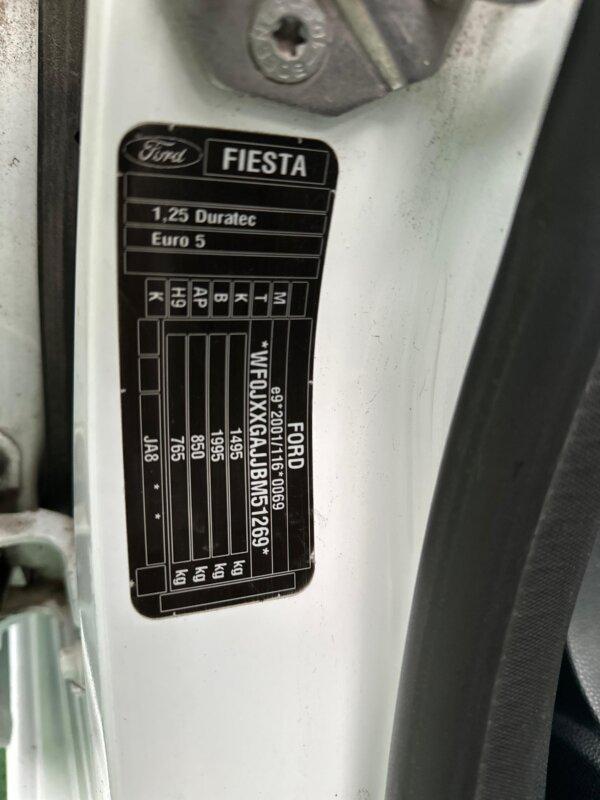 Ford
FIESTA
1,25 Duratec
Euro 5
FORD
e9*2001/116*0069
*WF0JXXGAJJBM51269*
1495 kg
1995 kg
850 kg
765 kg
JA8 * *
M
T
K
B
AP
H9
K